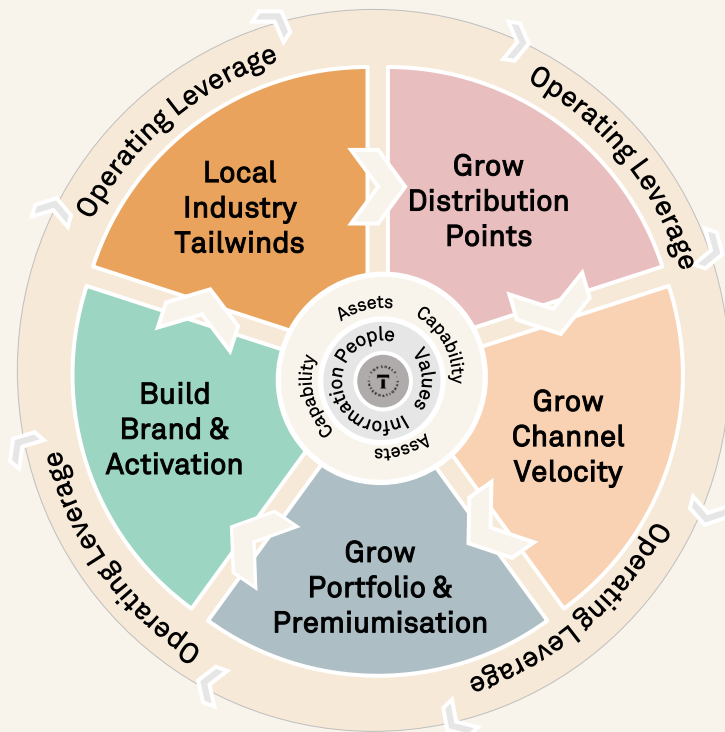 Operating Leverage
Operating Leverage
Local
Industry
Tailwinds
Grow
Distribution
Points
Assets
Capability
People
Values
Information
Capability
Assets
T
Build
Brand &
Activation
Grow
Channel
Velocity
Grow
Portfolio &
Premiumisation
Operating Leverage
Operating Leverage